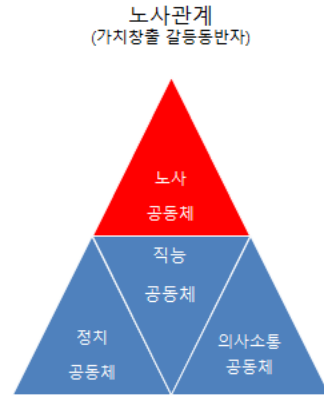 노사관계
(가치창출 갈등동반자)
노사
공동체
직능
공동체
정치
공동체
의사소통
공동체